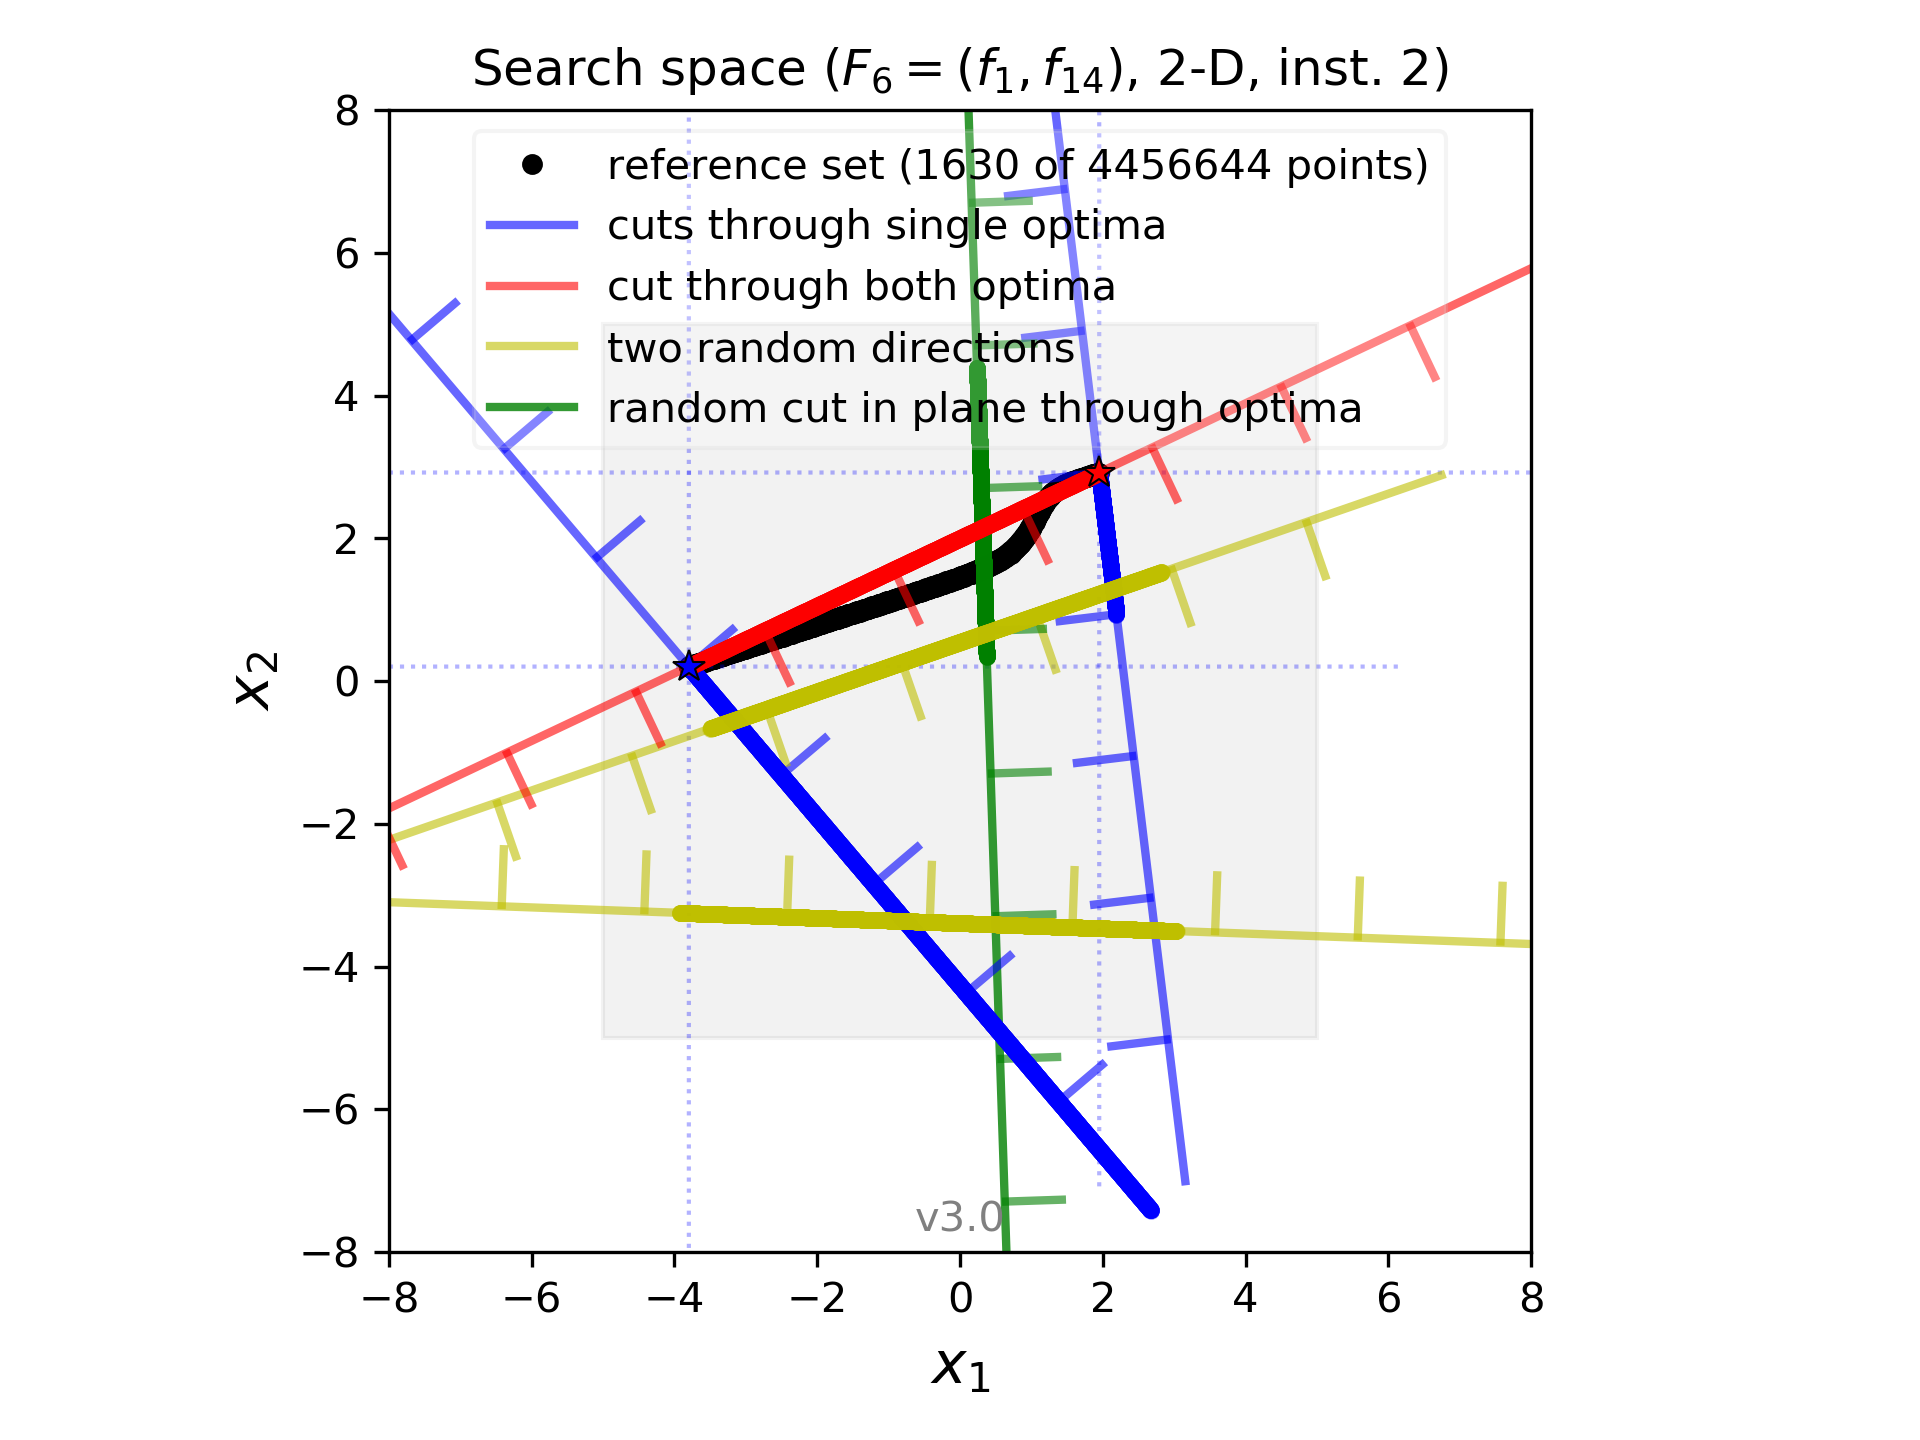 Search space (F₆ = (f₁, f₁₄), 2-D, inst. 2)
reference set (1630 of 4456644 points)
cuts through single optima
cut through both optima
two random directions
random cut in plane through optima
8
6
4
2
0
−2
−4
−6
−8
x₂
v3.0
−8 −6 −4 −2 0 2 4 6 8
x₁